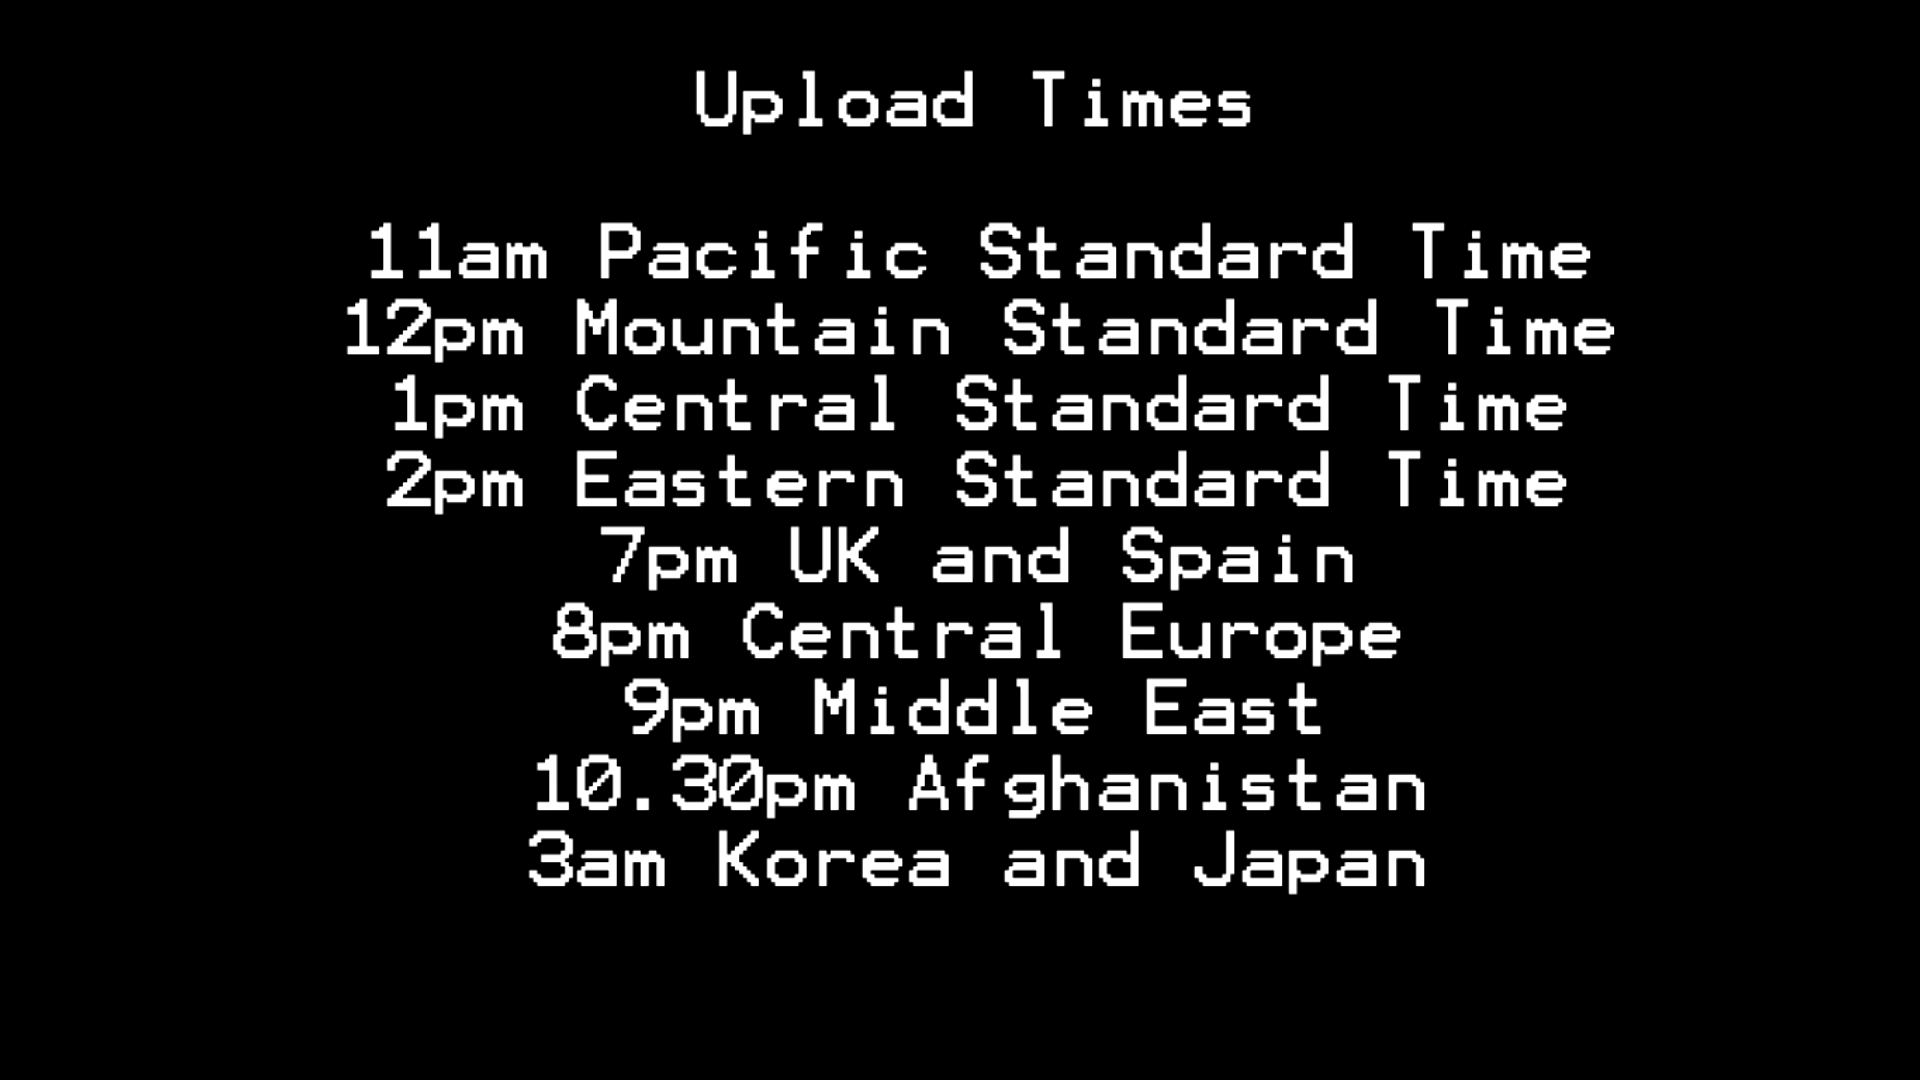 Upload Times
11am Pacific Standard Time
12pm Mountain Standard Time
1pm Central Standard Time
2pm Eastern Standard Time
7pm UK and Spain
8pm Central Europe
9pm Middle East
10.30pm Afghanistan
3am Korea and Japan